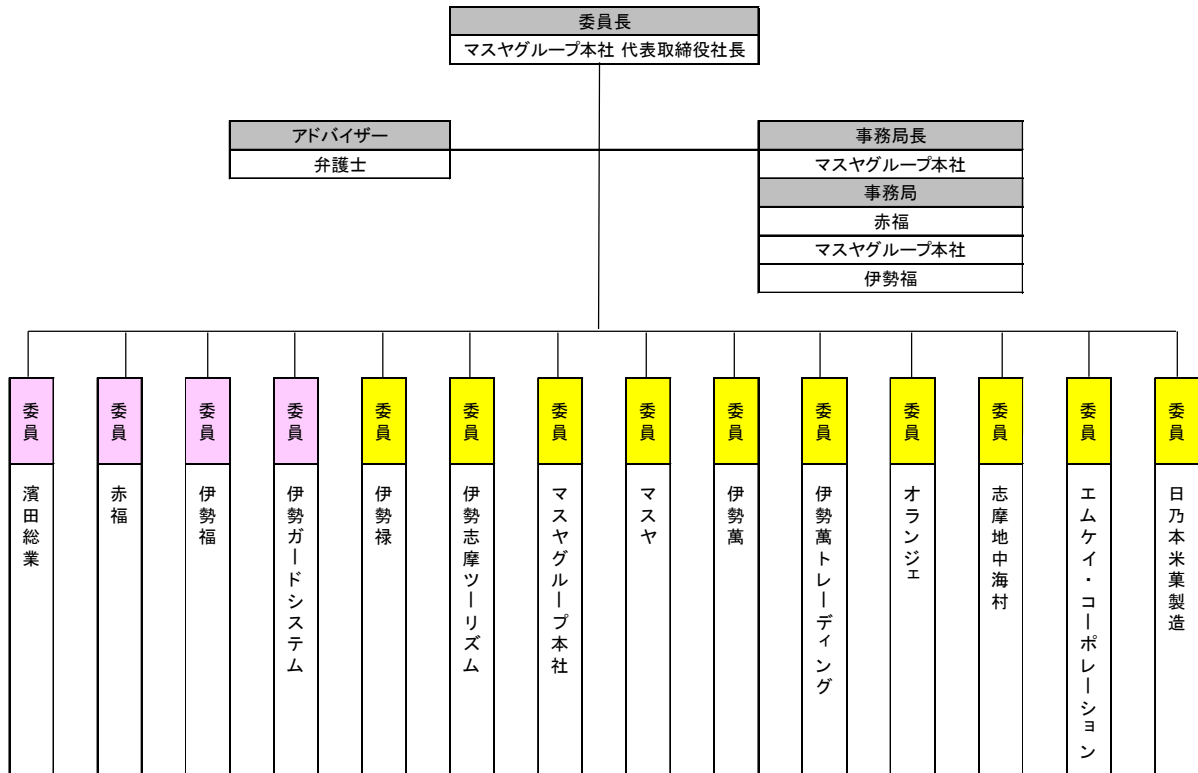 委員長
マスヤグループ本社 代表取締役社長
アドバイザー
弁護士
事務局長
マスヤグループ本社
事務局
赤福
マスヤグループ本社
伊勢福
委員
濱田総業
委員
赤福
委員
伊勢福
委員
伊勢ガードシステム
委員
伊勢禄
委員
伊勢志摩ツーリズム
委員
マスヤグループ本社
委員
マスヤ
委員
伊勢萬
委員
伊勢萬トレーディング
委員
オランジェ
委員
志摩地中海村
委員
エムケイ・コーポレーション
委員
日乃本米菓製造